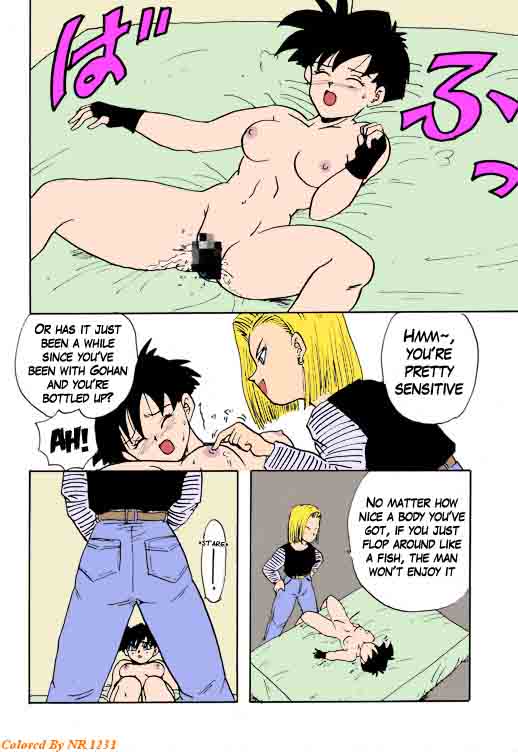 ば
ふっ
HMM~,
YOU'RE
PRETTY
SENSITIVE
OR HAS IT JUST
BEEN A WHILE
SINCE YOU'VE
BEEN WITH GOHAN
AND YOU'RE
BOTTLED UP?
AH!
NO MATTER HOW
NICE A BODY YOU'VE
GOT, IF YOU JUST
FLOP AROUND LIKE
A FISH, THE MAN
WON'T ENJOY IT
*STARE*
Colored By NR1231